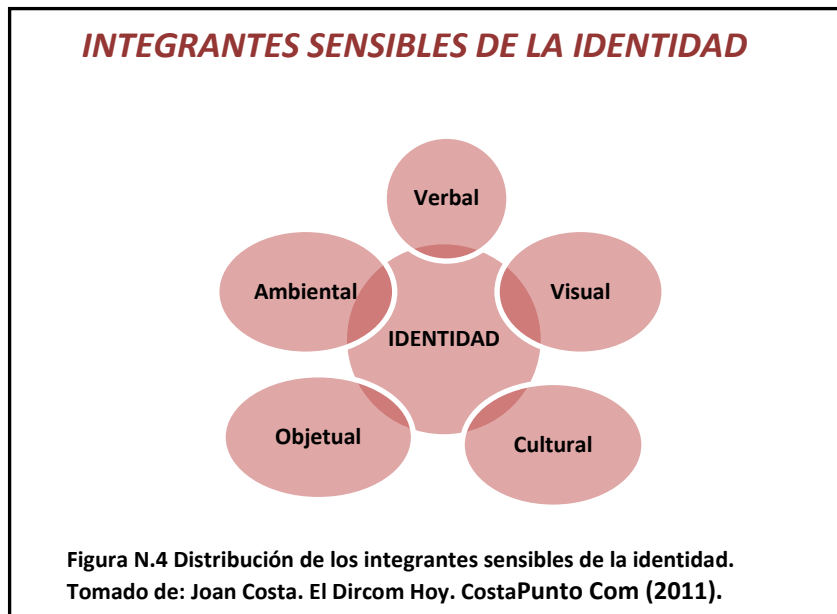 INTEGRANTES SENSIBLES DE LA IDENTIDAD
Verbal
Ambiental
Visual
IDENTIDAD
Objetual
Cultural
Figura N.4 Distribución de los integrantes sensibles de la identidad.
Tomado de: Joan Costa. El Dircom Hoy. CostaPunto Com (2011).